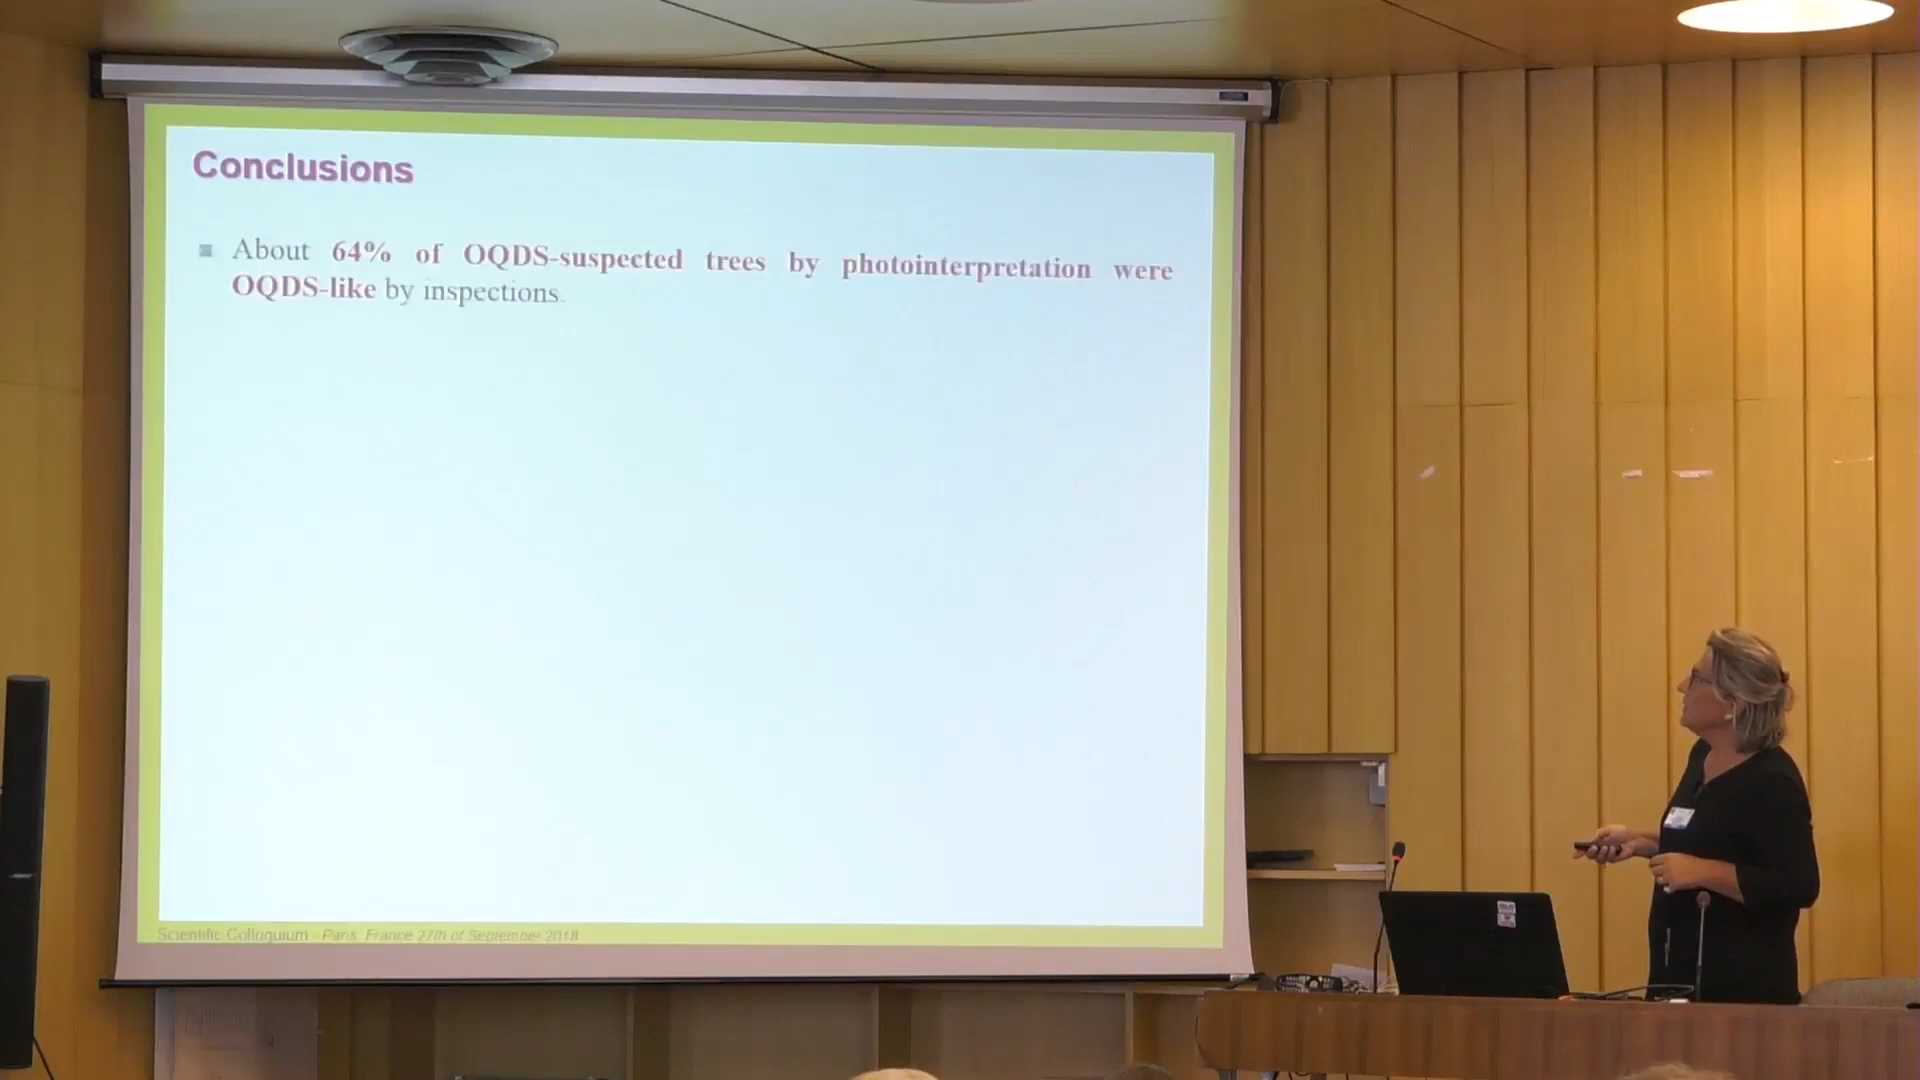 Conclusions
About 64% of OQDS-suspected trees by photointerpretation were
OQDS-like by inspections.
Scientific Colloquium - Paris, France 27th of September 2018